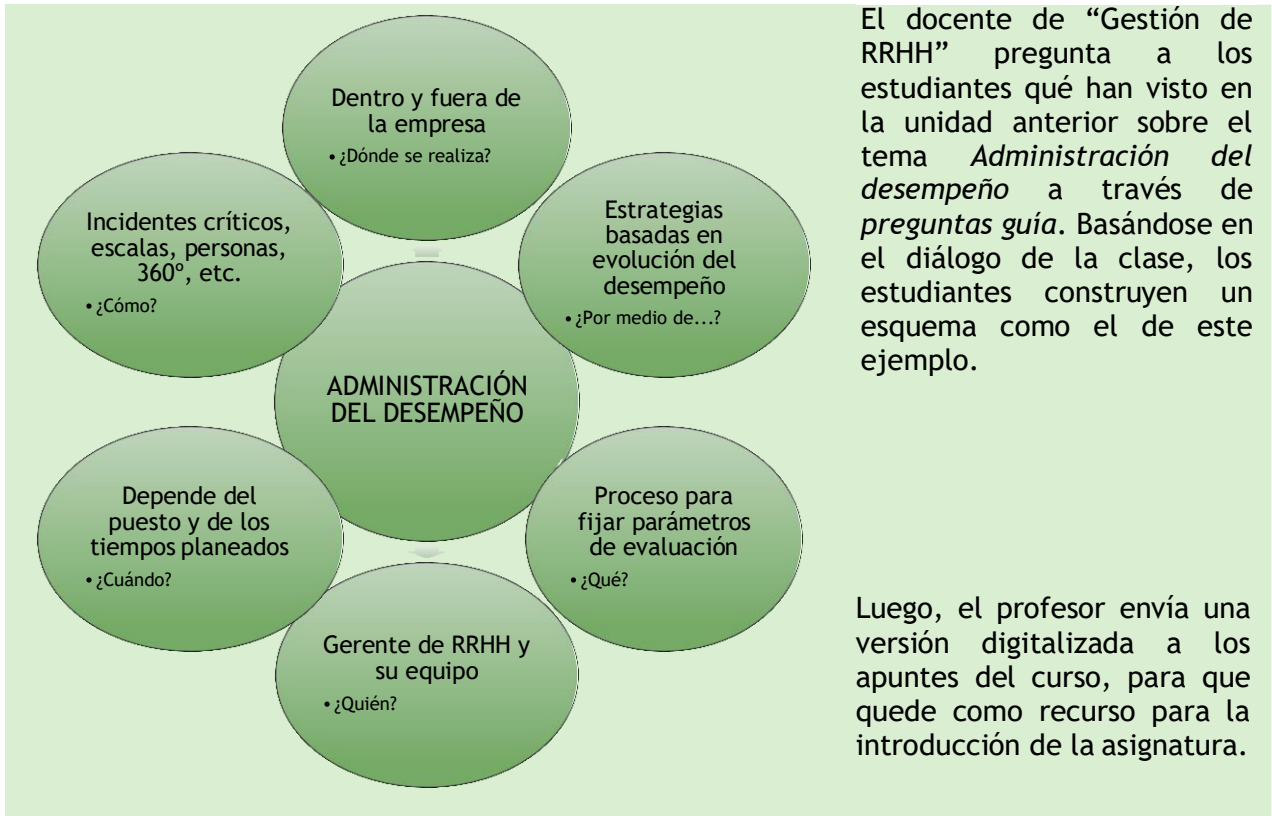 Dentro y fuera de
la empresa
• ¿Dónde se realiza?
Estrategias
basadas en
evolución del
desempeño
• ¿Por medio de...?
Proceso para
fijar parámetros
de evaluación
• ¿Qué?
Gerente de RRHH y
su equipo
• ¿Quién?
Depende del
puesto y de los
tiempos planeados
• ¿Cuándo?
Incidentes críticos,
escalas, personas,
360º, etc.
• ¿Cómo?
ADMINISTRACIÓN
DEL DESEMPEÑO
El docente de “Gestión de
RRHH” pregunta a los
estudiantes qué han visto en
la unidad anterior sobre el
tema Administración del
desempeño a través de
preguntas guía. Basándose en
el diálogo de la clase, los
estudiantes construyen un
esquema como el de este
ejemplo.
Luego, el profesor envía una
versión digitalizada a los
apuntes del curso, para que
quede como recurso para la
introducción de la asignatura.